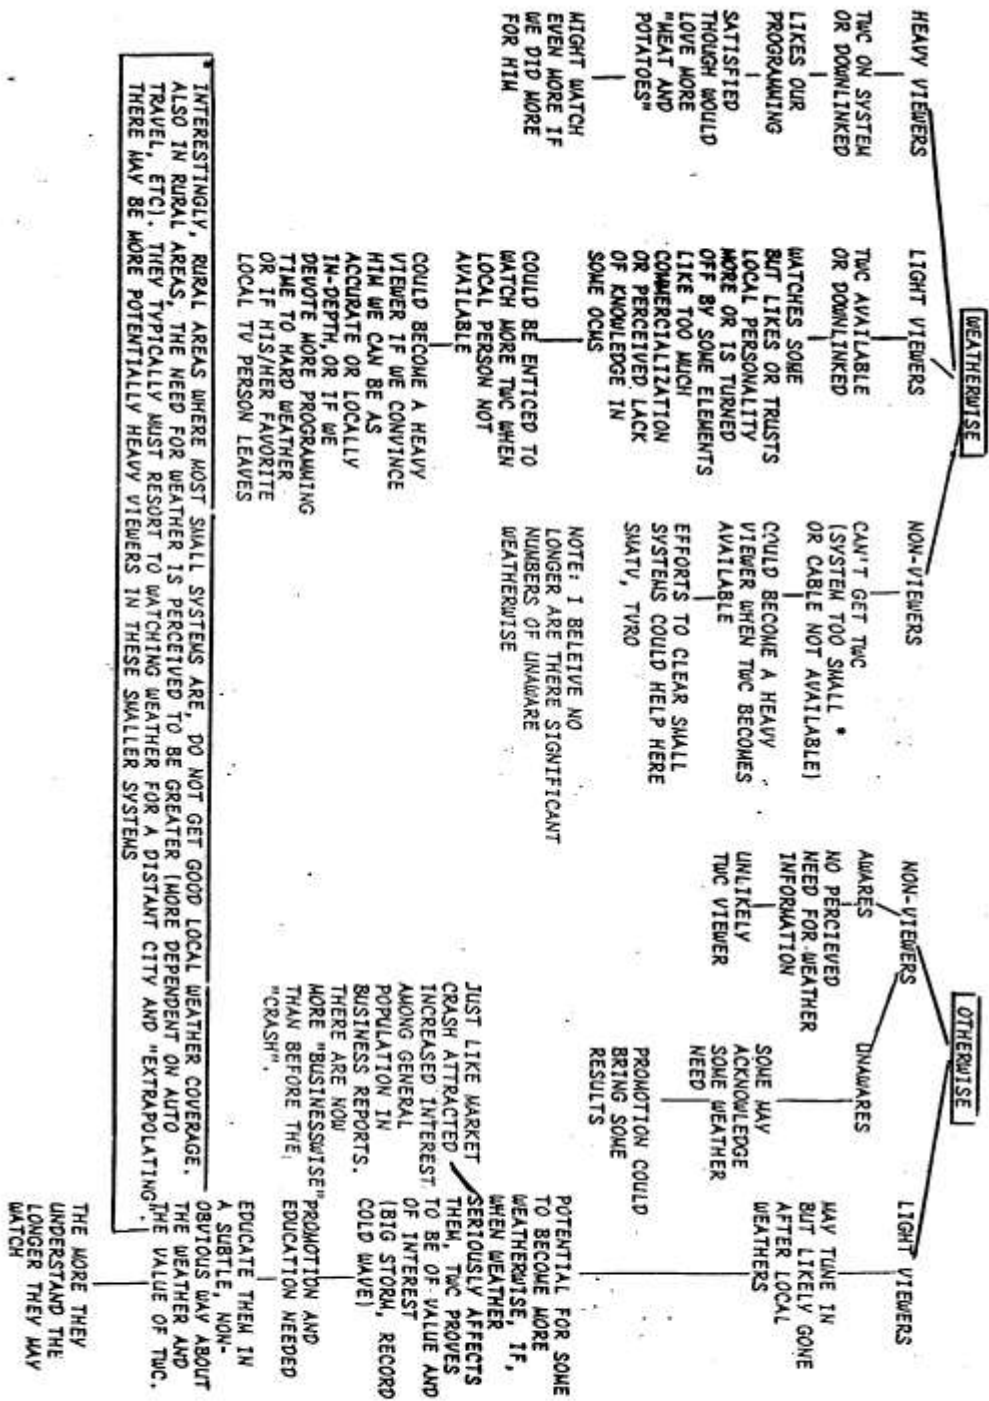 WEATHERWISE
HEAVY VIEWERS
TWC ON SYSTEM
OR DOWNLINKED
LIKES OUR
PROGRAMMING
SATISFIED
THOUGH WOULD
LOVE MORE
"MEAT AND
POTATOES"
MIGHT WATCH
EVEN MORE IF
WE DID MORE
FOR HIM
LIGHT VIEWERS
TWC AVAILABLE
OR DOWNLINKED
WATCHES SOME
BUT LIKES OR TRUSTS
LOCAL PERSONALITY
MORE OR IS TURNED
OFF BY SOME ELEMENTS
LIKE TOO MUCH
COMMERCIALIZATION
OR PERCEIVED LACK
OF KNOWLEDGE IN
SOME OCMS
COULD BE ENTICED TO
WATCH MORE TWC WHEN
LOCAL PERSON NOT
AVAILABLE
COULD BECOME A HEAVY
VIEWER IF WE CONVINCE
HIM WE CAN BE AS
ACCURATE OR LOCALLY
IN-DEPTH, OR IF WE
DEVOTE MORE PROGRAMMING
TIME TO HARD WEATHER
OR IF HIS/HER FAVORITE
LOCAL TV PERSON LEAVES
NON-VIEWERS
CAN'T GET TWC
(SYSTEM TOO SMALL *
OR CABLE NOT AVAILABLE)
COULD BECOME A HEAVY
VIEWER WHEN TWC BECOMES
AVAILABLE
EFFORTS TO CLEAR SMALL
SYSTEMS COULD HELP HERE
SMATV, TVRO
NOTE: I BELEIVE NO
LONGER ARE THERE SIGNIFICANT
NUMBERS OF UNAWARE
WEATHERWISE
OTHERWISE
NON-VIEWERS
AWARES
NO PERCIEVED
NEED FOR WEATHER
INFORMATION
UNLIKELY
TWC VIEWER
UNAWARES
SOME MAY
ACKNOWLEDGE
SOME WEATHER
NEED
PROMOTION COULD
BRING SOME
RESULTS
LIGHT VIEWERS
MAY TUNE IN
BUT LIKELY GONE
AFTER LOCAL
WEATHERS
POTENTIAL FOR SOME
TO BECOME MORE
WEATHERWISE, IF,
WHEN WEATHER
SERIOUSLY AFFECTS
THEM, TWC PROVES
TO BE OF VALUE AND
OF INTEREST
(BIG STORM, RECORD
COLD WAVE)
PROMOTION AND
EDUCATION NEEDED
EDUCATE THEM IN
A SUBTLE, NON-
OBVIOUS WAY ABOUT
THE WEATHER AND
THE VALUE OF TWC.
THE MORE THEY
UNDERSTAND THE
LONGER THEY MAY
WATCH
JUST LIKE MARKET
CRASH ATTRACTED
INCREASED INTEREST
AMONG GENERAL
POPULATION IN
BUSINESS REPORTS.
THERE ARE NOW
MORE "BUSINESSWISE"
THAN BEFORE THE
"CRASH".
* INTERESTINGLY, RURAL AREAS WHERE MOST SMALL SYSTEMS ARE, DO NOT GET GOOD LOCAL WEATHER COVERAGE.
ALSO IN RURAL AREAS, THE NEED FOR WEATHER IS PERCEIVED TO BE GREATER (MORE DEPENDENT ON AUTO
TRAVEL, ETC). THEY TYPICALLY MUST RESORT TO WATCHING WEATHER FOR A DISTANT CITY AND "EXTRAPOLATING".
THERE MAY BE MORE POTENTIALLY HEAVY VIEWERS IN THESE SMALLER SYSTEMS